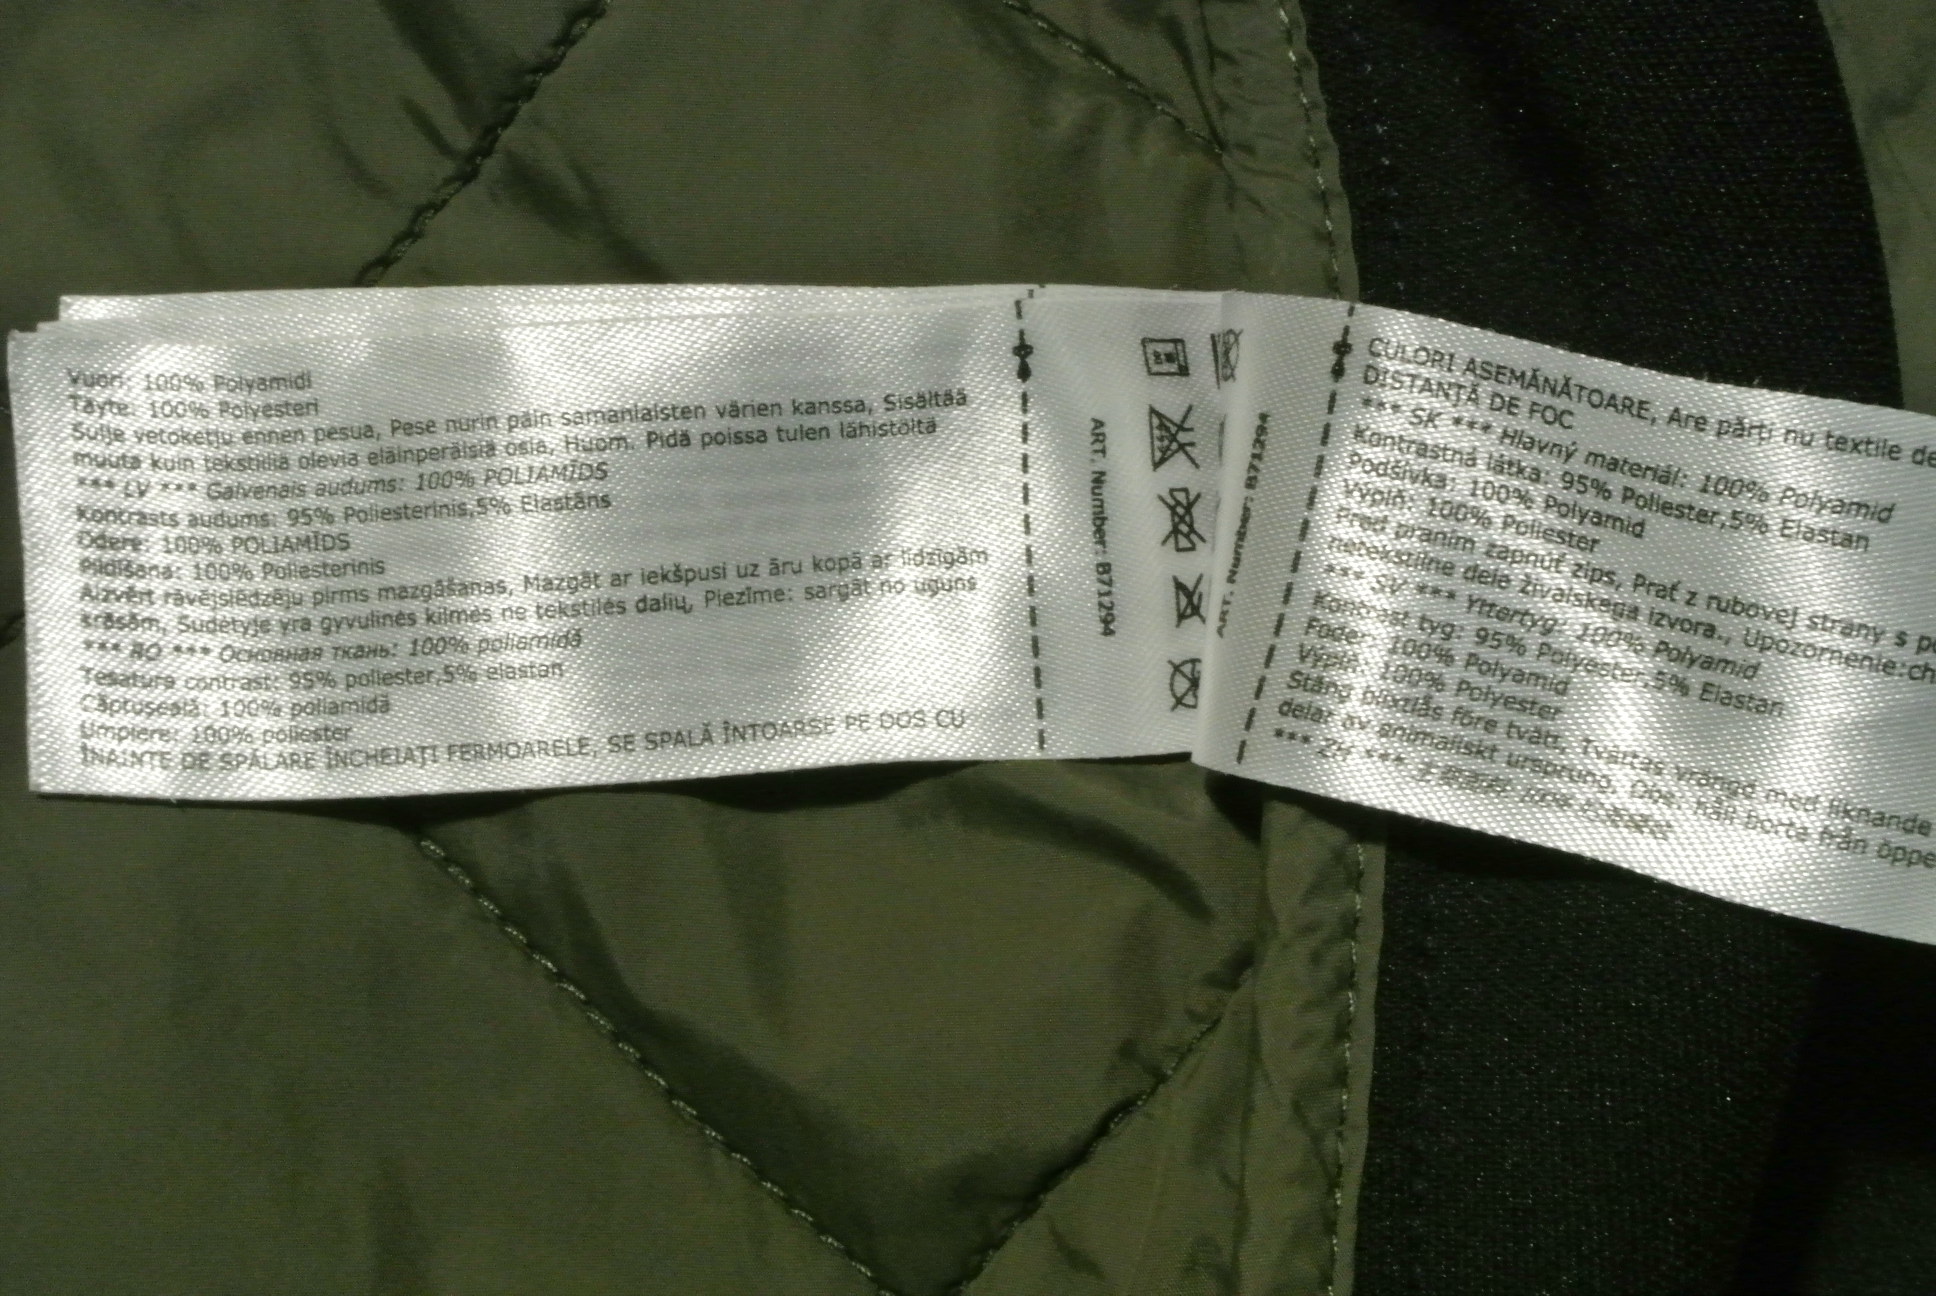 Vuori: 100% Polyamidi
Täyte: 100% Polyesteri
Sulje vetoketju ennen pesua, Pese nurin päin samanlaisten värien kanssa, Sisältää
muuta kuin tekstiiliä olevia eläinperäisiä osia, Huom. Pidä poissa tulen lähistöltä
*** LV *** Galvenais audums: 100% POLIAMĪDS
Kontrasts audums: 95% Poliesterinis,5% Elastāns
Odere: 100% POLIAMĪDS
Pildīšana: 100% Poliesterinis
Aizvērt rāvējslēdzēju pirms mazgāšanas, Mazgāt ar iekšpusi uz āru kopā ar līdzīgām
krāsām, Sudėtyje yra gyvulinės kilmės ne tekstilės dalių, Piezīme: sargāt no uguns
*** RO *** Основная ткань: 100% poliamidă
Tesatura contrast: 95% poliester,5% elastan
Căptuşeală: 100% poliamidă
Umplere: 100% poliester
ÎNAINTE DE SPĂLARE ÎNCHEIAŢI FERMOARELE, SE SPALĂ ÎNTOARSE PE DOS CU
ART. Number: B71294
ART. Number: B71294
CULORI ASEMĂNĂTOARE, Are părţi nu textile de
DISTANŢĂ DE FOC
*** SK *** Hlavný materiál: 100% Polyamid
Kontrastná látka: 95% Poliester,5% Elastan
Podšívka: 100% Polyamid
Výplň: 100% Poliester
Pred praním zapnúť zips, Prať z rubovej strany s
netekstilne dele živalskega izvora., Upozornenie:
*** SV *** Yttertyg: 100% Polyamid
Kontrast tyg: 95% Polyester,5% Elastan
Foder: 100% Polyamid
Výplň: 100% Polyester
Stäng blixtlås före tvätt, Tvättas vrängd med liknande
delar av animaliskt ursprung, Obs. håll borta från
*** ZH ***